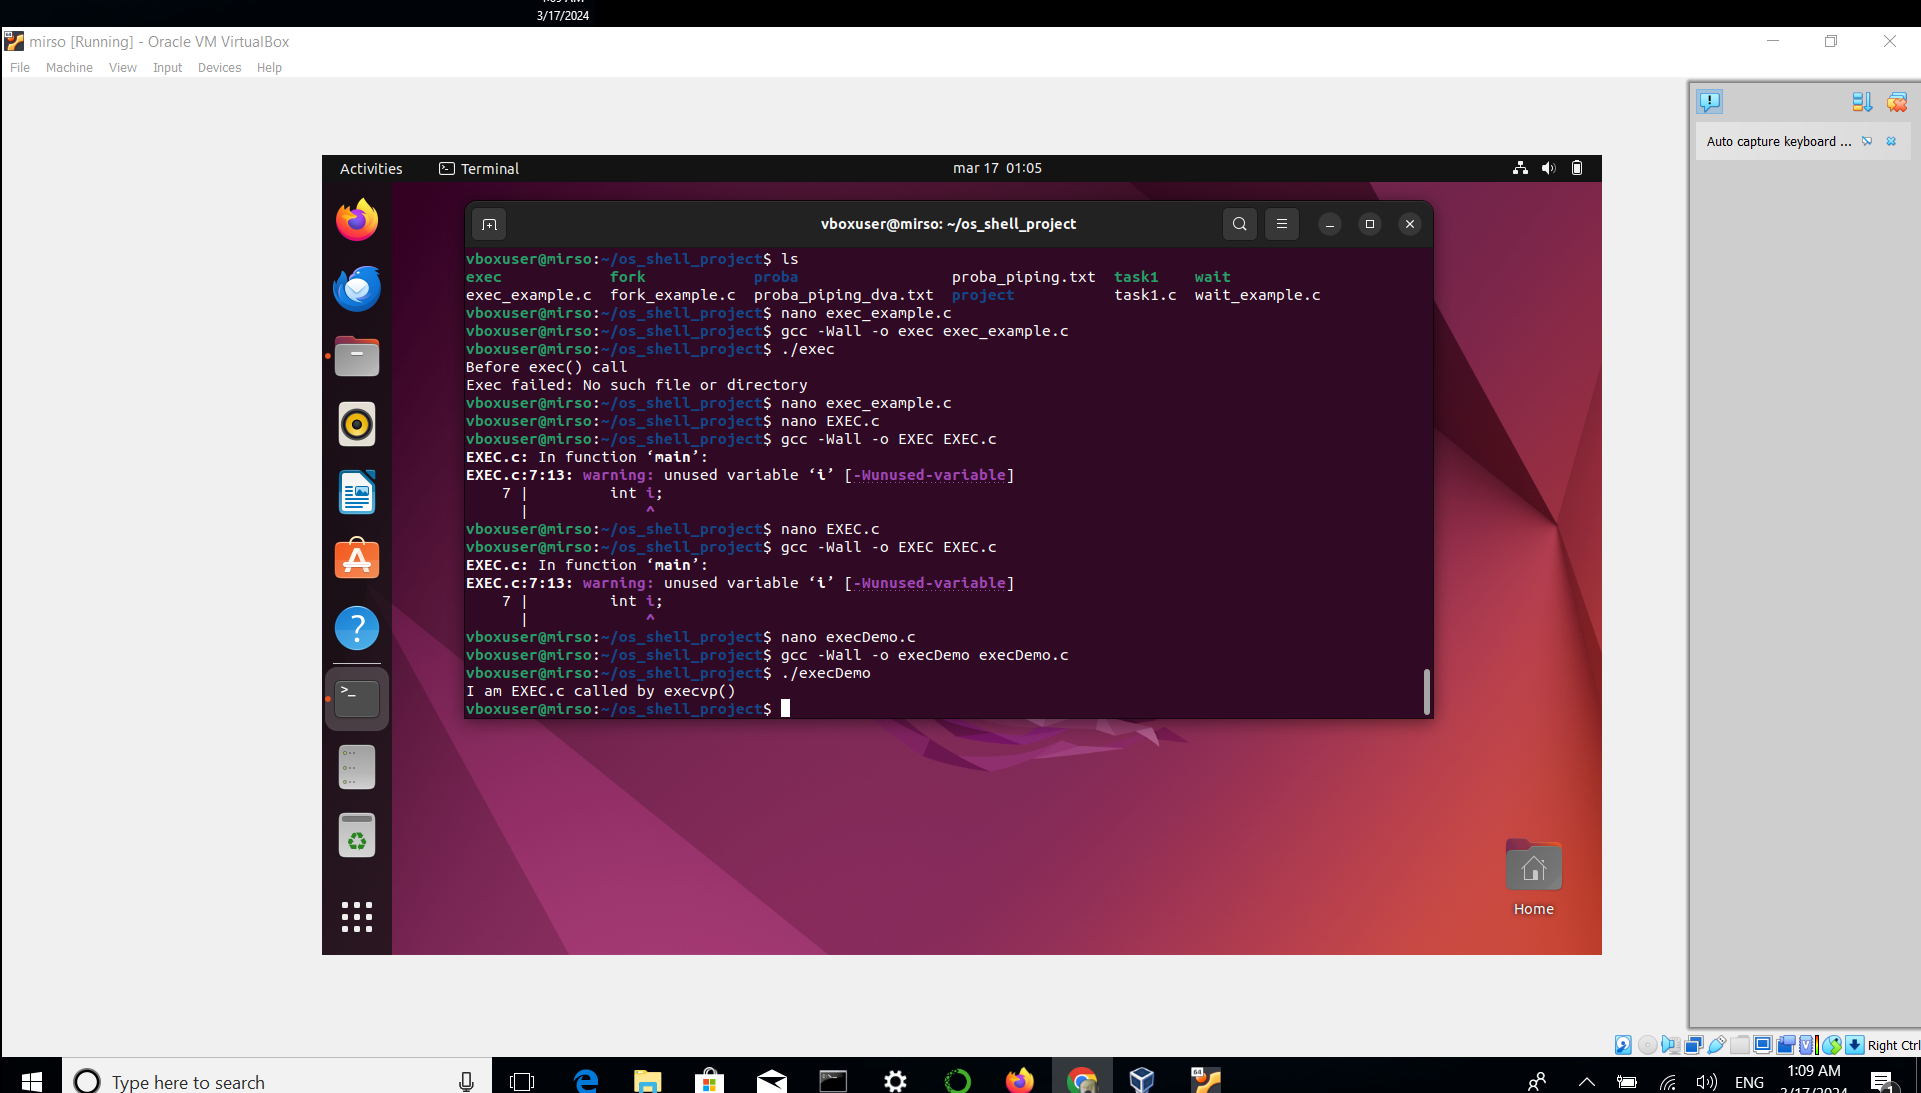 3/17/2024
mirso [Running] - Oracle VM VirtualBox
File Machine View Input Devices Help
Auto capture keyboard ...
Activities Terminal mar 17 01:05
vboxuser@mirso: ~/os_shell_project
vboxuser@mirso:~/os_shell_project$ ls
exec fork proba proba_piping.txt task1 wait
exec_example.c fork_example.c proba_piping_dva.txt project task1.c wait_example.c
vboxuser@mirso:~/os_shell_project$ nano exec_example.c
vboxuser@mirso:~/os_shell_project$ gcc -Wall -o exec exec_example.c
vboxuser@mirso:~/os_shell_project$ ./exec
Before exec() call
Exec failed: No such file or directory
vboxuser@mirso:~/os_shell_project$ nano exec_example.c
vboxuser@mirso:~/os_shell_project$ nano EXEC.c
vboxuser@mirso:~/os_shell_project$ gcc -Wall -o EXEC EXEC.c
EXEC.c: In function ‘main’:
EXEC.c:7:13: warning: unused variable ‘i’ [-Wunused-variable]
7 | int i;
| ^
vboxuser@mirso:~/os_shell_project$ nano EXEC.c
vboxuser@mirso:~/os_shell_project$ gcc -Wall -o EXEC EXEC.c
EXEC.c: In function ‘main’:
EXEC.c:7:13: warning: unused variable ‘i’ [-Wunused-variable]
7 | int i;
| ^
vboxuser@mirso:~/os_shell_project$ nano execDemo.c
vboxuser@mirso:~/os_shell_project$ gcc -Wall -o execDemo execDemo.c
vboxuser@mirso:~/os_shell_project$ ./execDemo
I am EXEC.c called by execvp()
vboxuser@mirso:~/os_shell_project$
Home
Right Ctrl
Type here to search
ENG
1:09 AM
3/17/2024